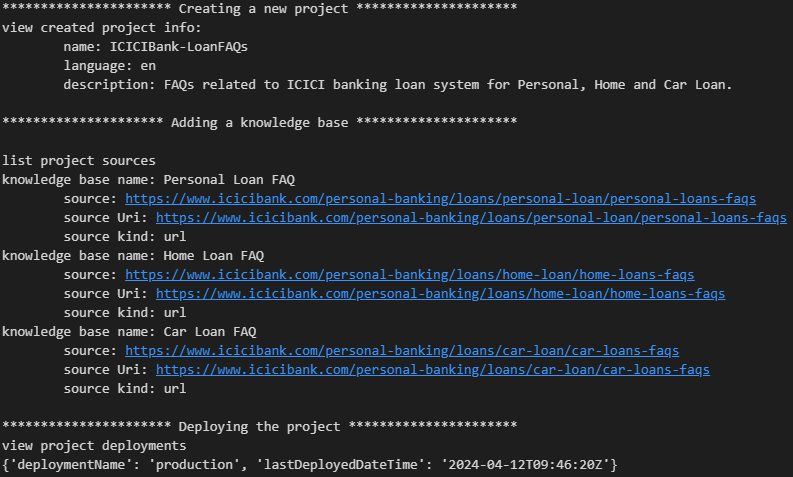 ********************** Creating a new project *********************
view created project info:
        name: ICICIBank-LoanFAQs
        language: en
        description: FAQs related to ICICI banking loan system for Personal, Home and Car Loan.
********************* Adding a knowledge base *********************
list project sources
knowledge base name: Personal Loan FAQ
        source: https://www.icicibank.com/personal-banking/loans/personal-loan/personal-loans-faqs
        source Uri: https://www.icicibank.com/personal-banking/loans/personal-loan/personal-loans-faqs
        source kind: url
knowledge base name: Home Loan FAQ
        source: https://www.icicibank.com/personal-banking/loans/home-loan/home-loans-faqs
        source Uri: https://www.icicibank.com/personal-banking/loans/home-loan/home-loans-faqs
        source kind: url
knowledge base name: Car Loan FAQ
        source: https://www.icicibank.com/personal-banking/loans/car-loan/car-loans-faqs
        source Uri: https://www.icicibank.com/personal-banking/loans/car-loan/car-loans-faqs
        source kind: url
********************** Deploying the project **********************
view project deployments
{'deploymentName': 'production', 'lastDeployedDateTime': '2024-04-12T09:46:20Z'}